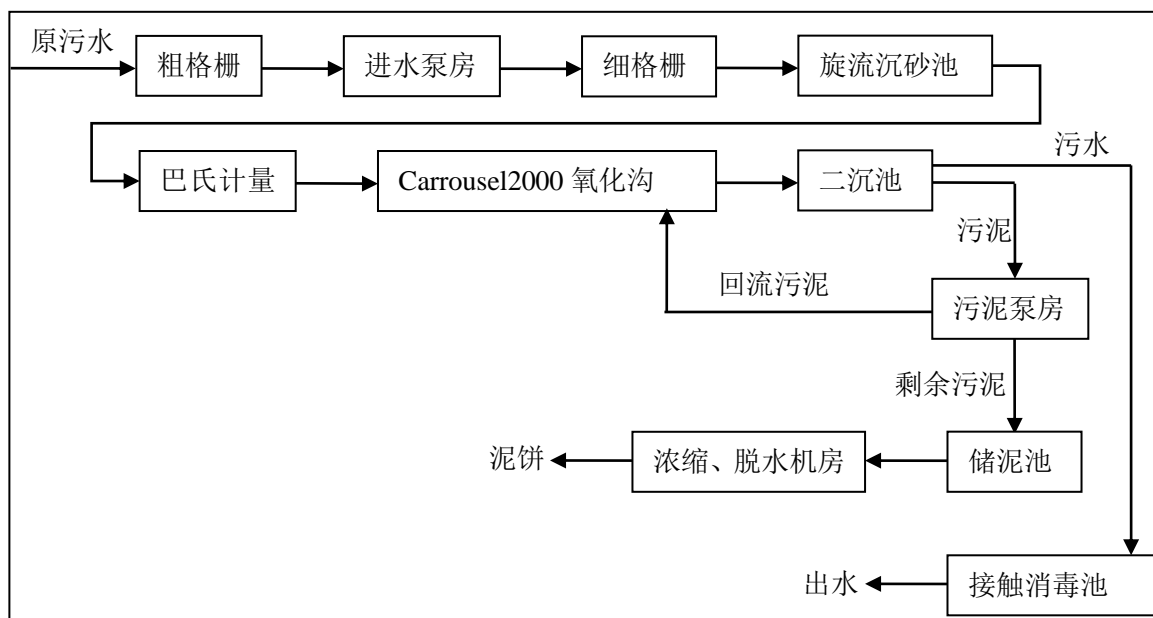 原污水
粗格栅
进水泵房
细格栅
旋流沉砂池
污水
巴氏计量
Carrousel2000 氧化沟
二沉池
污泥
回流污泥
污泥泵房
剩余污泥
泥饼
浓缩、脱水机房
储泥池
出水
接触消毒池